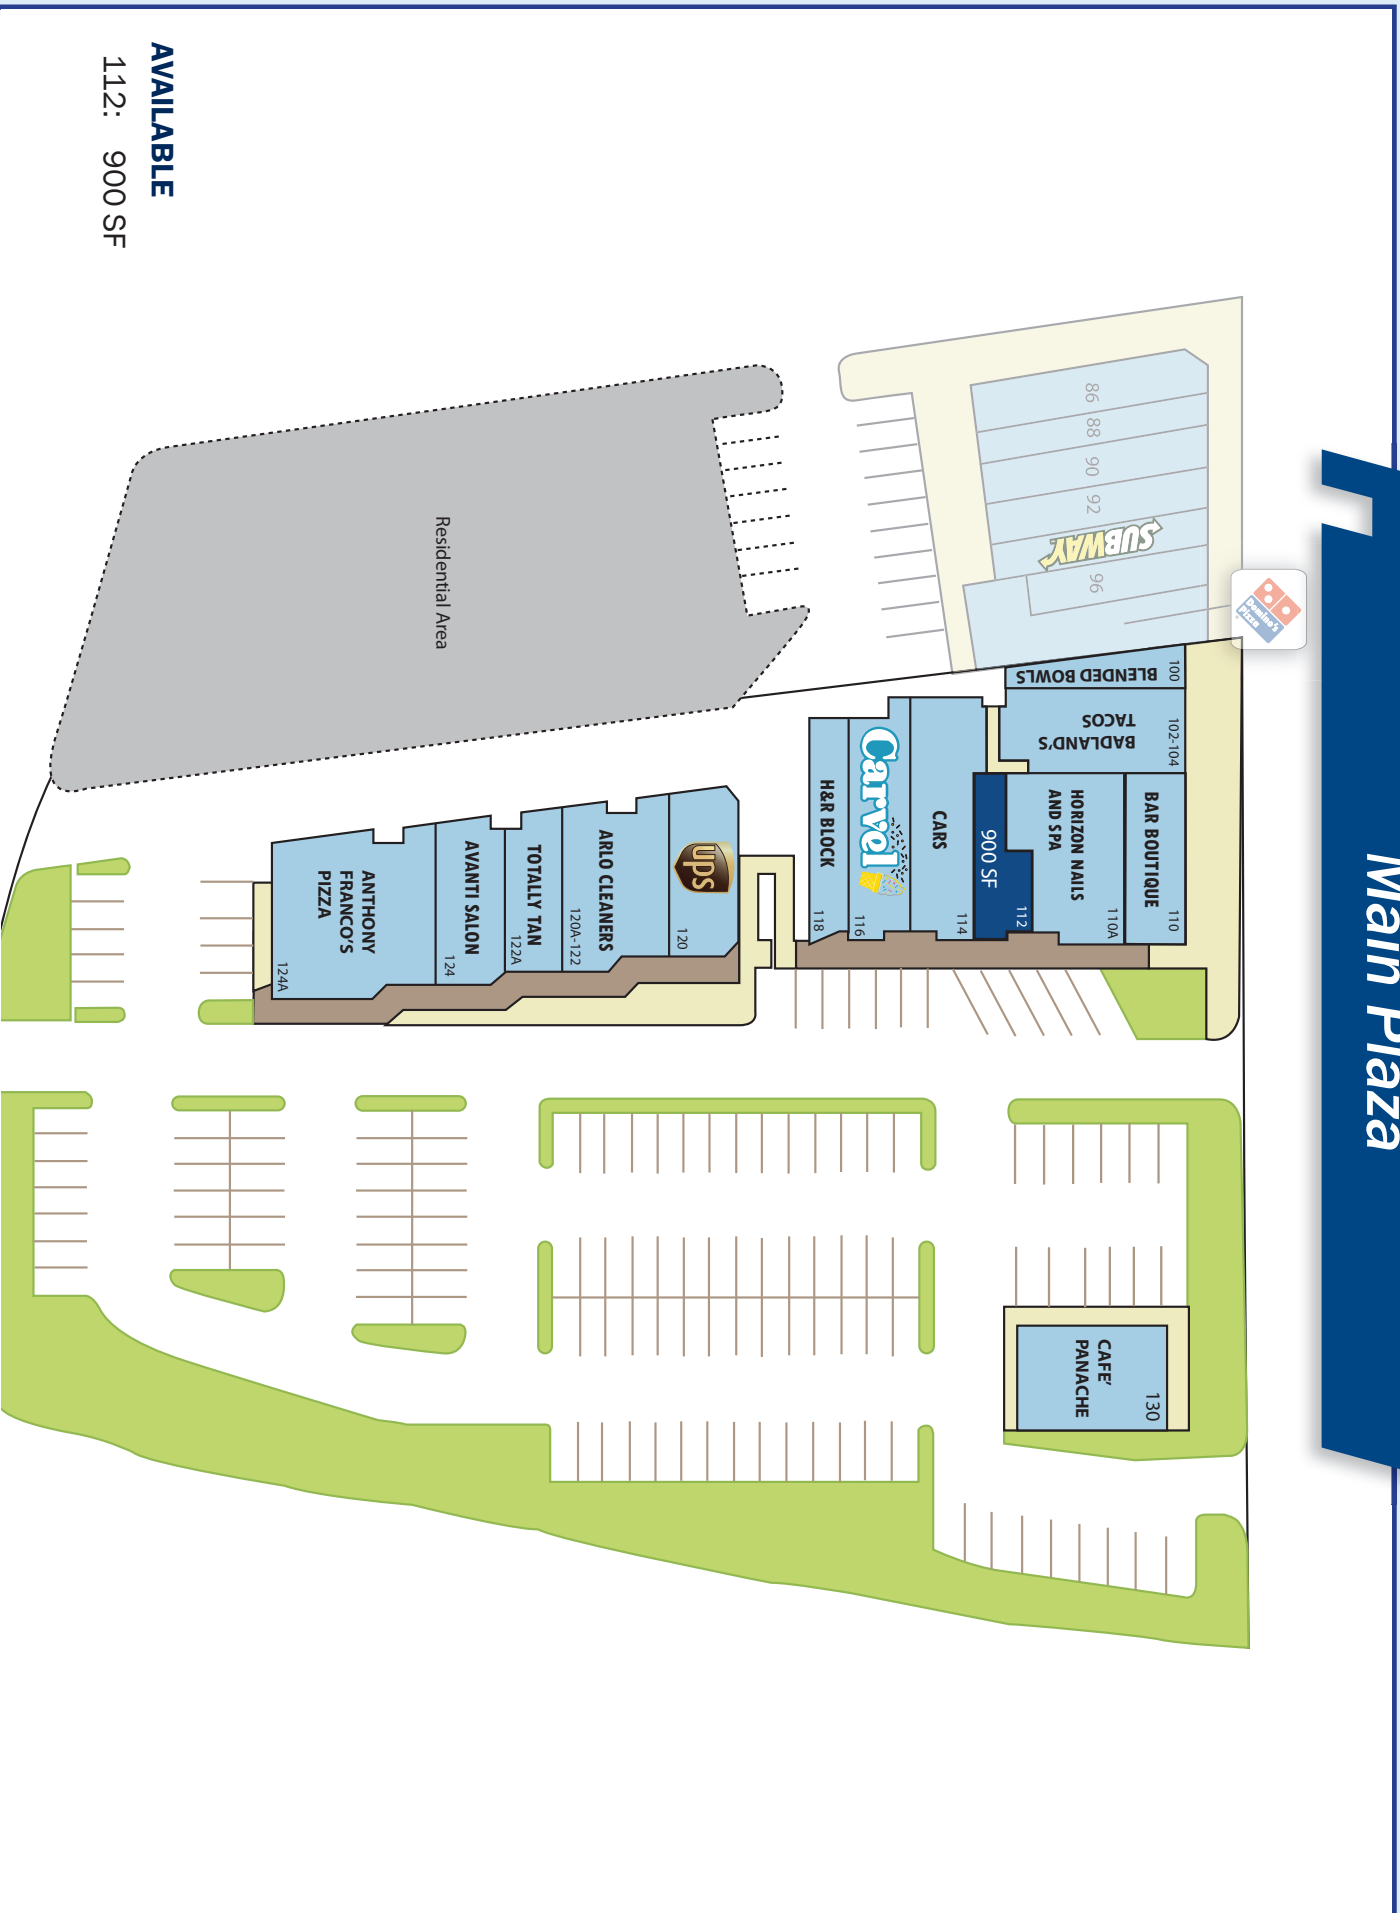 Main Plaza
AVAILABLE
112: 900 SF
86
88
90
92
SUBWAY
96
Domino's
Pizza
100
BLENDED BOWLS
102-104
BADLAND'S
TACOS
BAR BOUTIQUE
110
HORIZON NAILS
AND SPA
110A
900 SF
112
CARS
114
Carvel
116
H&R BLOCK
118
ups
120
ARLO CLEANERS
120A-122
TOTALLY TAN
122A
AVANTI SALON
124
ANTHONY
FRANCO'S
PIZZA
124A
Residential Area
CAFE'
PANACHE
130